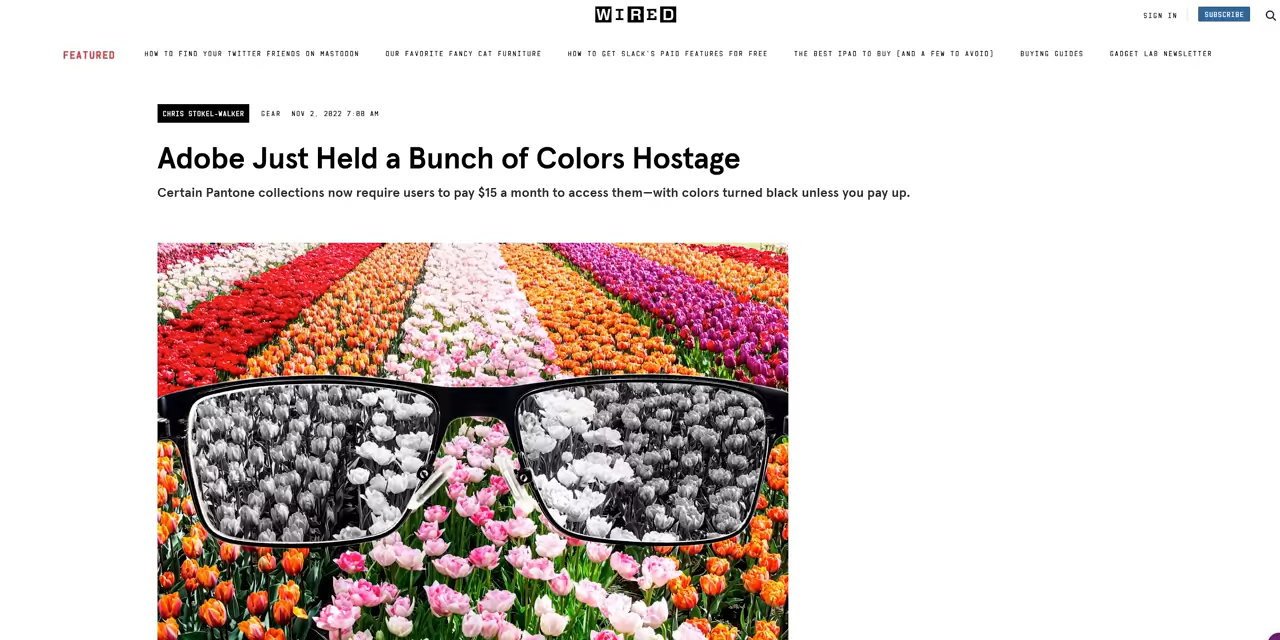 WIRED
SIGN IN
SUBSCRIBE
FEATURED
HOW TO FIND YOUR TWITTER FRIENDS ON MASTODON
OUR FAVORITE FANCY CAT FURNITURE
HOW TO GET SLACK'S PAID FEATURES FOR FREE
THE BEST IPAD TO BUY (AND A FEW TO AVOID)
BUYING GUIDES
GADGET LAB NEWSLETTER
CHRIS STOKEL-WALKER
GEAR
NOV 2, 2022 7:00 AM
Adobe Just Held a Bunch of Colors Hostage
Certain Pantone collections now require users to pay $15 a month to access them—with colors turned black unless you pay up.